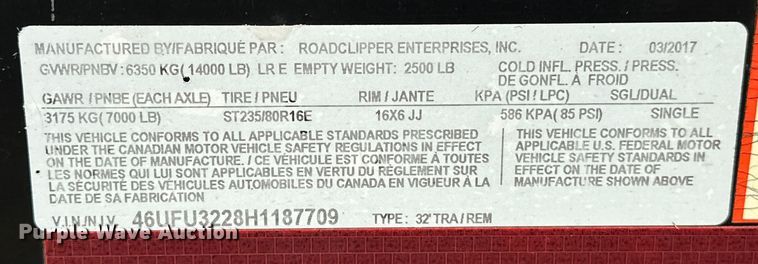 MANUFACTURED BY/FABRIQUÉ PAR : ROADCLIPPER ENTERPRISES, INC. DATE : 03/2017
GVWR/PNBV : 6350 KG( 14000 LB) LR E EMPTY WEIGHT: 2500 LB COLD INFL. PRESS. / PRESS.
DE GONFL. À FROID
GAWR / PNBE (EACH AXLE) TIRE / PNEU RIM / JANTE KPA (PSI / LPC) SGL/DUAL
3175 KG( 7000 LB) ST235/80R16E 16X6 JJ 586 KPA( 85 PSI) SINGLE
THIS VEHICLE CONFORMS TO ALL APPLICABLE STANDARDS PRESCRIBED
UNDER THE CANADIAN MOTOR VEHICLE SAFETY REGULATIONS IN EFFECT
ON THE DATE OF MANUFACTURE. / CE VÉHICULE EST CONFORME À TOUTES
LES NORMES QUI LUI SONT APPLICABLES EN VERTU DU RÈGLEMENT SUR
LA SÉCURITÉ DES VÉHICULES AUTOMOBILES DU CANADA EN VIGUEUR À LA
DATE DE SA FABRICATION
THIS VEHICLE CONFORMS TO ALL
APPLICABLE U.S. FEDERAL MOTOR
VEHICLE SAFETY STANDARDS IN
EFFECT ON THE DATE OF
MANUFACTURE SHOWN ABOVE
V.I.N./N.I.V. 46UFU3228H1187709 TYPE : 32' TRA / REM
Purple Wave Auction